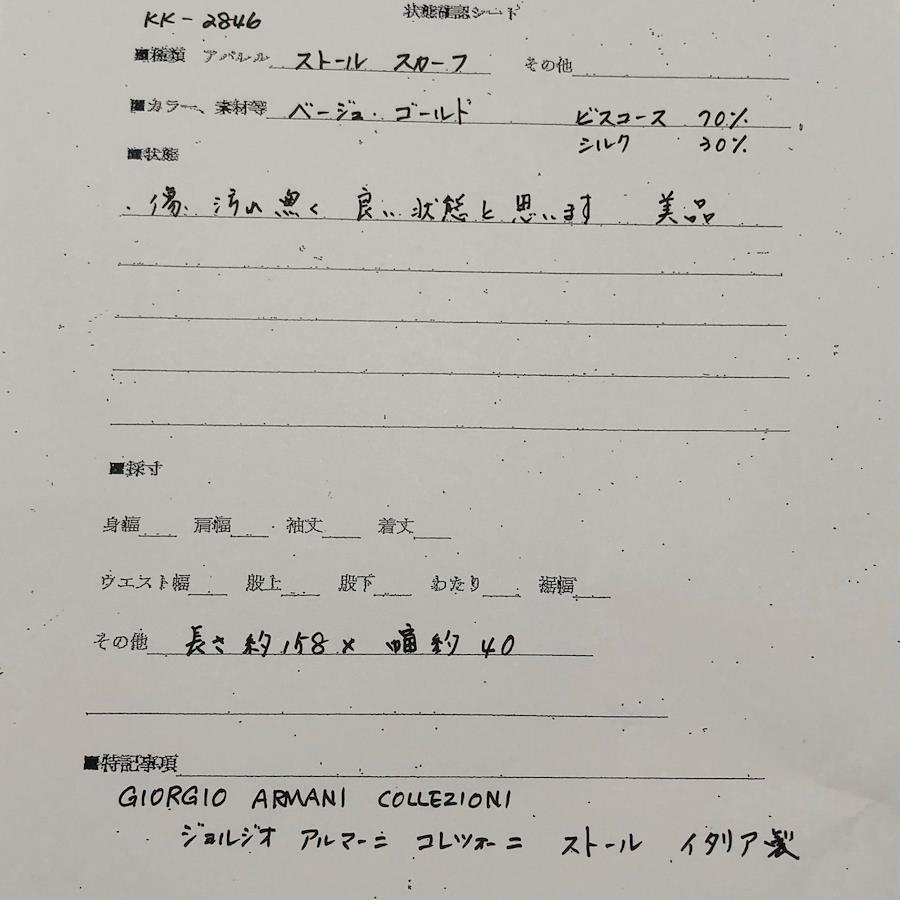 KK-2846
状態確認シート
■種類 アパレル ストール スカーフ その他
■カラー、素材等 ベージュ・ゴールド ビスコース 70%
シルク 30%
■状態
・傷、汚れ無く 良い状態と思います 美品
■採寸
身幅 肩幅 袖丈 着丈
ウエスト幅 股上 股下 わたり 裾幅
その他 長さ約158× 幅約40
■特記事項
GIORGIO ARMANI COLLEZIONI
ジョルジオ アルマーニ コレツォーニ ストール イタリア製